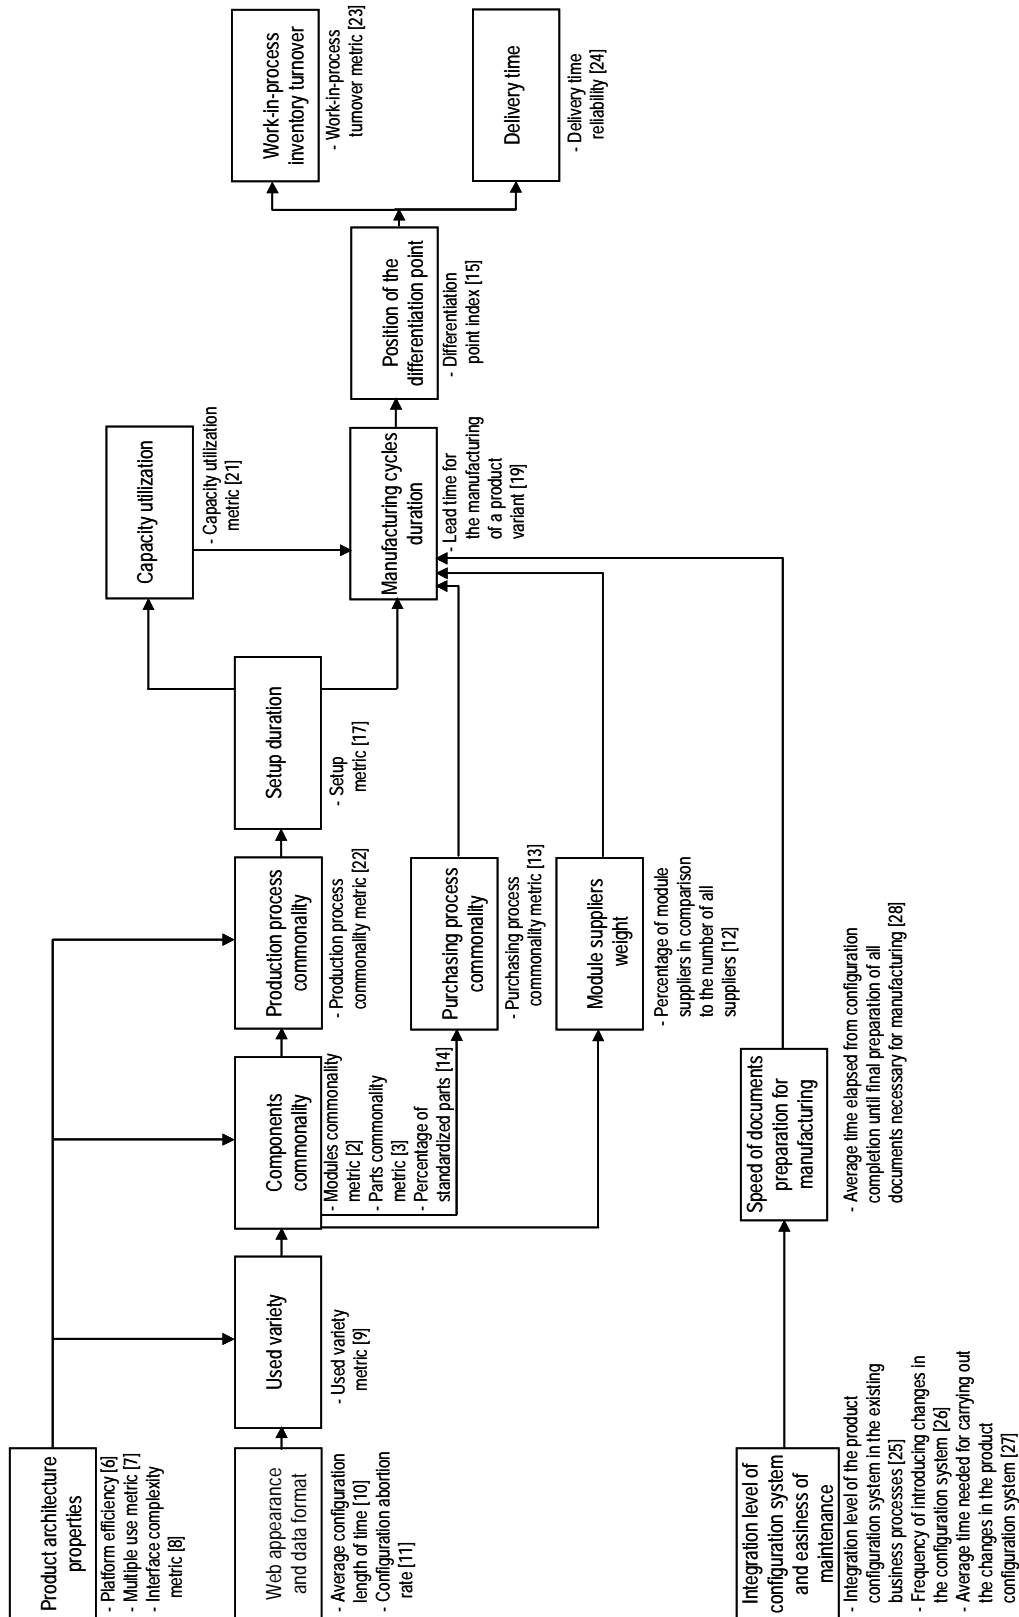 Product architecture
properties
- Platform efficiency [6]
- Multiple use metric [7]
- Interface complexity
metric [8]
Web appearance
and data format
- Average configuration
length of time [10]
- Configuration abortion
rate [11]
Integration level of
configuration system
and easiness of
maintenance
- Integration level of the product
configuration system in the existing
business processes [25]
- Frequency of introducing changes in
the configuration system [26]
- Average time needed for carrying out
the changes in the product
configuration system [27]
Used variety
- Used variety
metric [9]
Components
commonality
- Modules commonality
metric [2]
- Parts commonality
metric [3]
- Percentage of
standardized parts [14]
Speed of documents
preparation for
manufacturing
- Average time elapsed from configuration
completion until final preparation of all
documents necessary for manufacturing [28]
Production process
commonality
- Production process
commonality metric [22]
Purchasing process
commonality
- Purchasing process
commonality metric [13]
Module suppliers
weight
- Percentage of module
suppliers in comparison
to the number of all
suppliers [12]
Setup duration
- Setup
metric [17]
Capacity utilization
- Capacity utilization
metric [21]
Manufacturing cycles
duration
- Lead time for
the manufacturing
of a product
variant [19]
Position of the
differentiation point
- Differentiation
point index [15]
Work-in-process
inventory turnover
- Work-in-process
turnover metric [23]
Delivery time
- Delivery time
reliability [24]